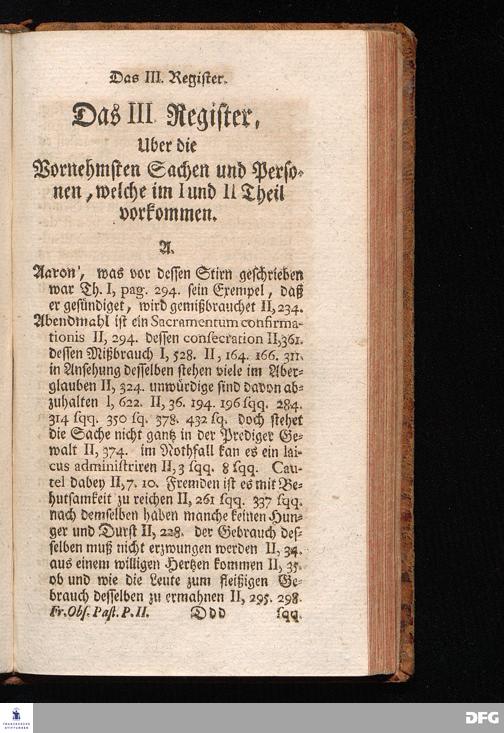 Das III. Register.
Das III Register,
Uber die
Vornehmsten Sachen und Perso-
nen, welche im I und II Theil
vorkommen.
A.
Aaron, was vor dessen Stirn geschrieben
war Th. I, pag. 294. sein Exempel, daß
er gesündiget, wird gemißbrauchet II, 234.
Abendmahl ist ein Sacramentum confirma-
tionis II, 294. dessen consecration II, 361.
dessen Mißbrauch I, 528. II, 164. 166. 311.
in Ansehung desselben stehen viele im Aber-
glauben II, 324. unwürdige sind davon ab-
zuhalten I, 622. II, 36. 194. 196 sqq. 284.
314 sqq. 350 sq. 378. 432 sq. Doch stehet
die Sache nicht gantz in der Prediger Ge-
walt II, 374. im Nothfall kan es ein lai-
cus administriren II, 3 sqq. 8 sqq. Cau-
tel dabey II, 7. 10. Fremden ist es mit Be-
hutsamkeit zu reichen II, 261 sqq. 337 sqq.
nach demselben haben manche keinen Hun-
ger und Durst II, 228. der Gebrauch des-
selben muß nicht erzwungen werden II, 34.
aus einem willigen Hertzen kommen II, 35.
ob und wie die Leute zum fleißigen Ge-
brauch desselben zu ermahnen II, 295. 298.
Fr. Obs. Past. P. II. Ddd sqq.
FRANCKESCHE
STIFTUNGEN
DFG